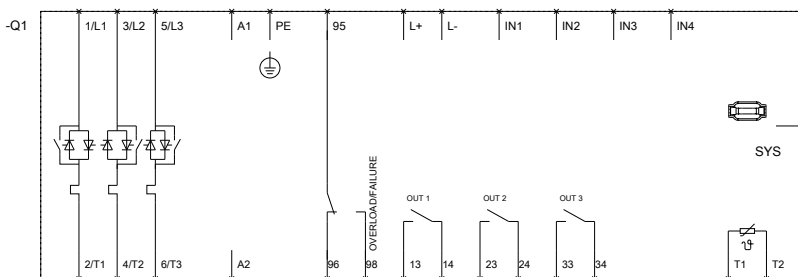 -Q1
1/L1 3/L2 5/L3 A1 PE 95 L+ L- IN1 IN2 IN3 IN4
SYS
OVERLOAD/FAILURE
OUT 1 OUT 2 OUT 3
ϑ
2/T1 4/T2 6/T3 A2 96 98 13 14 23 24 33 34 T1 T2